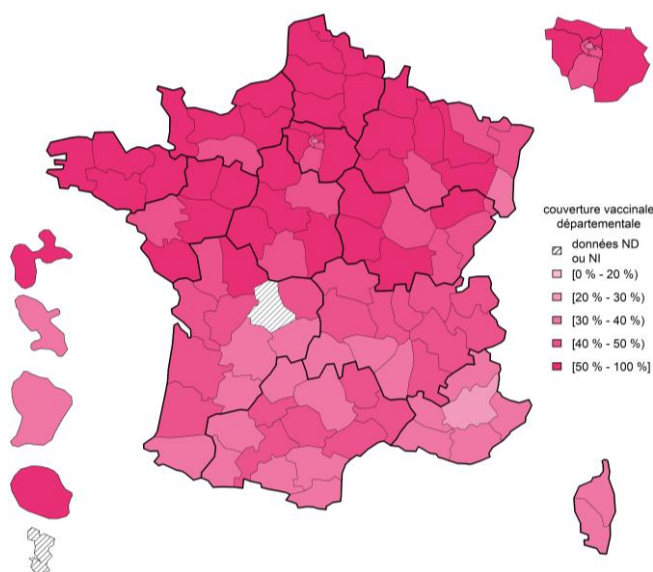 couverture vaccinale
départementale
données ND
ou NI
[0 % - 20 %)
[20 % - 30 %)
[30 % - 40 %)
[40 % - 50 %)
[50 % - 100 %]